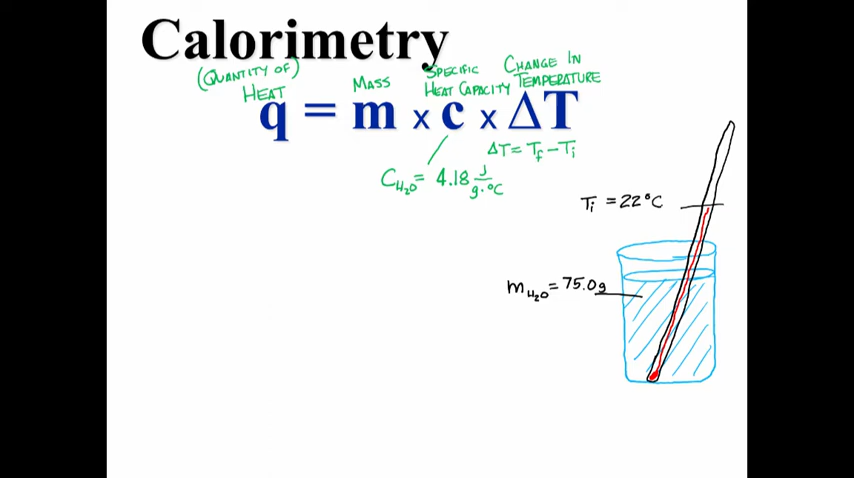 Calorimetry
(QUANTITY OF) HEAT
MASS
SPECIFIC HEAT CAPACITY
CHANGE IN TEMPERATURE
q = m x c x ΔT
ΔT = Tf - Ti
CH2O = 4.18 J/g·°C
Ti = 22°C
mH2O = 75.0g